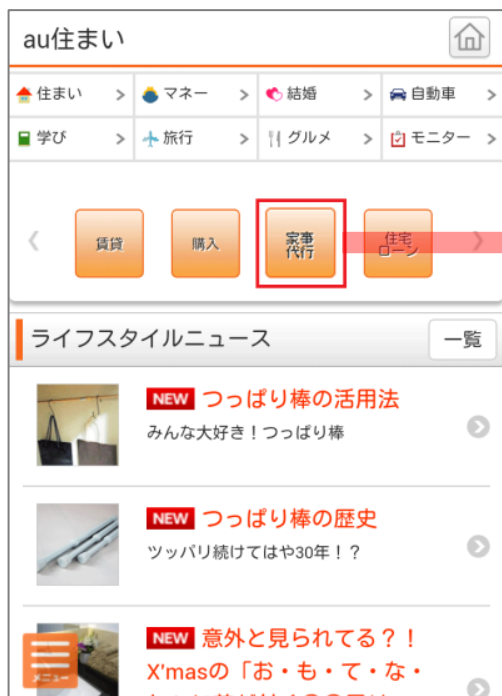 au住まい
住まい > マネー > 結婚 > 自動車 >
学び > 旅行 > グルメ > モニター >
賃貸 購入 家事 住宅
代行 ローン
ライフスタイルニュース 一覧
NEW つっぱり棒の活用法
みんな大好き！つっぱり棒
NEW つっぱり棒の歴史
ツッパリ続けてはや30年！？
NEW 意外と見られてる？！
X'masの「お・も・て・な・
メニュー